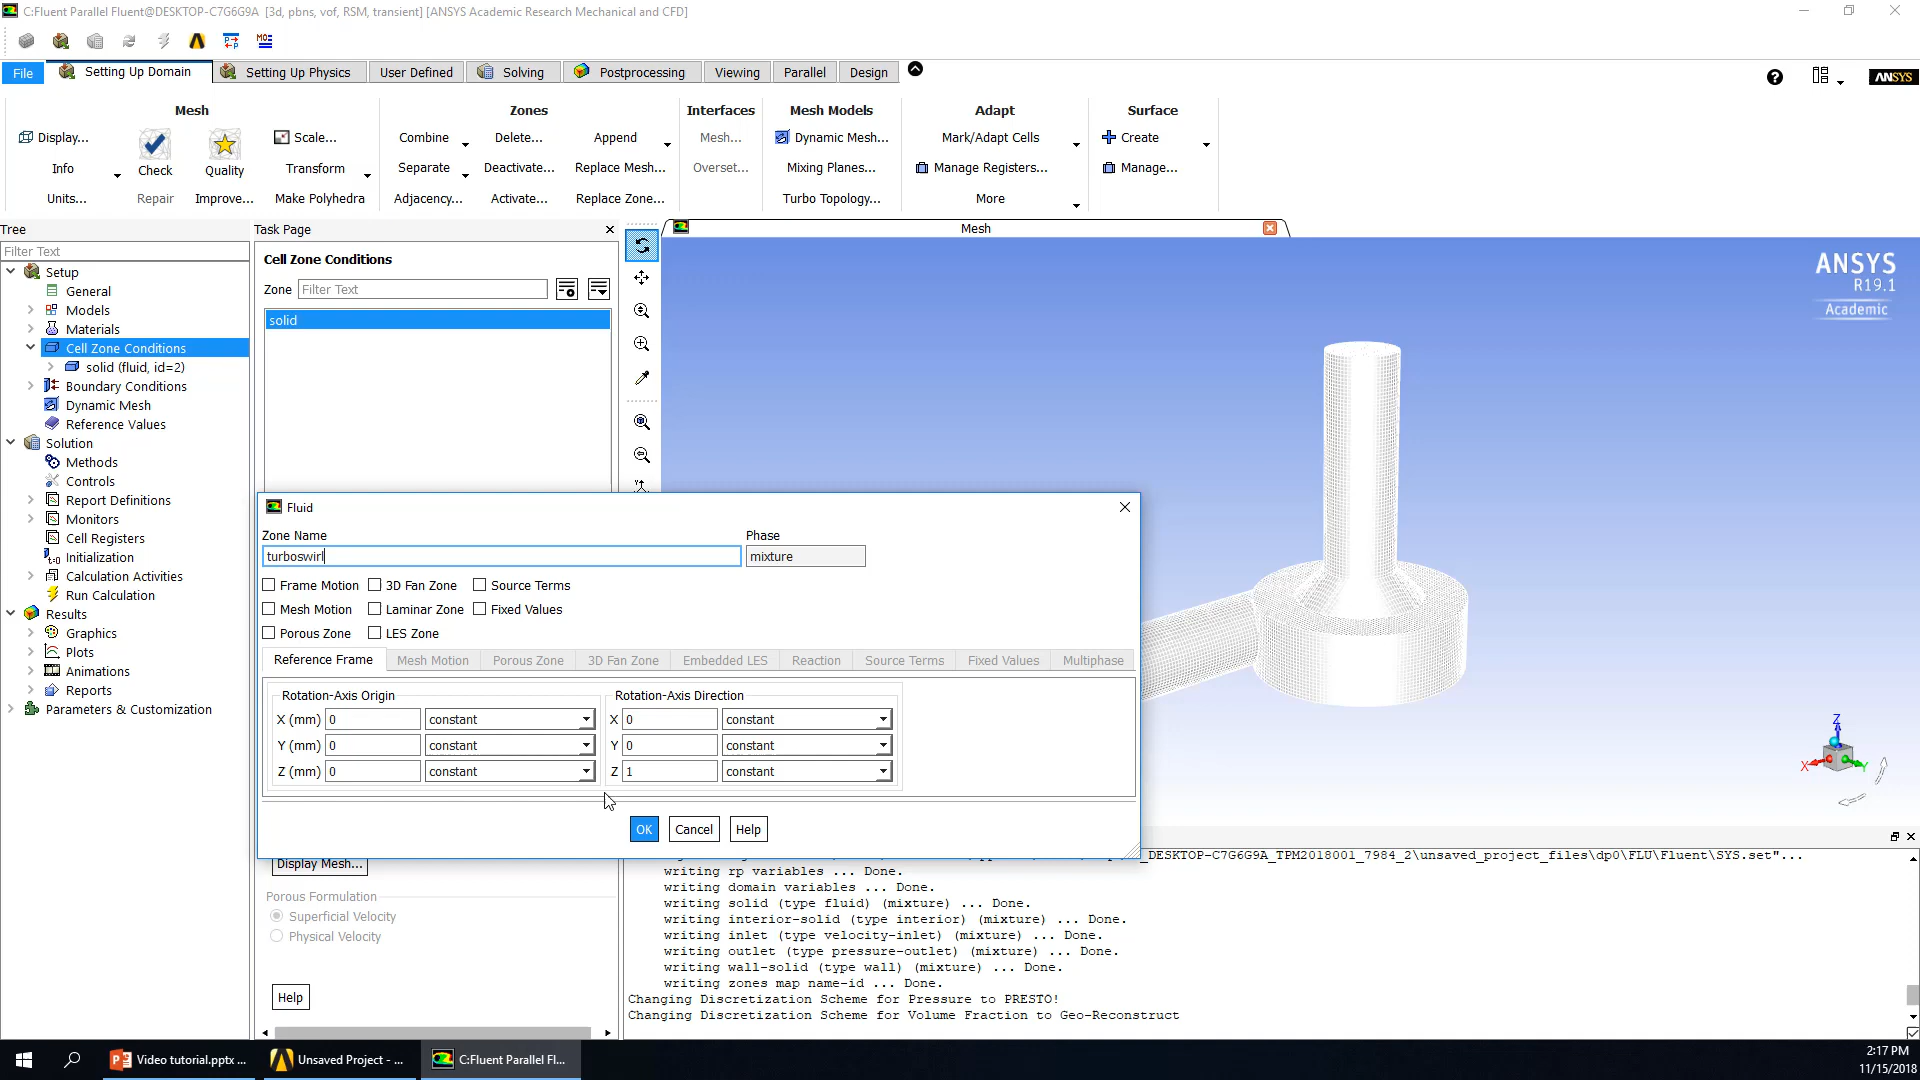 C:Fluent Parallel Fluent@DESKTOP-C7G6G9A [3d, pbns, vof, RSM, transient] [ANSYS Academic Research Mechanical and CFD]
File
Setting Up Domain
Setting Up Physics
User Defined
Solving
Postprocessing
Viewing
Parallel
Design
ANSYS
Mesh
Zones
Interfaces
Mesh Models
Adapt
Surface
Display...
Scale...
Combine
Delete...
Append
Mesh...
Dynamic Mesh...
Mark/Adapt Cells
Create
Info
Check
Quality
Transform
Separate
Deactivate...
Replace Mesh...
Overset...
Mixing Planes...
Manage Registers...
Manage...
Units...
Repair
Improve...
Make Polyhedra
Adjacency...
Activate...
Replace Zone...
Turbo Topology...
More
Tree
Filter Text
Setup
General
Models
Materials
Cell Zone Conditions
solid (fluid, id=2)
Boundary Conditions
Dynamic Mesh
Reference Values
Solution
Methods
Controls
Report Definitions
Monitors
Cell Registers
Initialization
Calculation Activities
Run Calculation
Results
Graphics
Plots
Animations
Reports
Parameters & Customization
Task Page
Cell Zone Conditions
Zone Filter Text
solid
Mesh
ANSYS
R19.1
Academic
Z
X
Y
Fluid
Zone Name
Phase
turboswirl
mixture
Frame Motion
3D Fan Zone
Source Terms
Mesh Motion
Laminar Zone
Fixed Values
Porous Zone
LES Zone
Reference Frame
Mesh Motion
Porous Zone
3D Fan Zone
Embedded LES
Reaction
Source Terms
Fixed Values
Multiphase
Rotation-Axis Origin
Rotation-Axis Direction
X (mm) 0 constant
X 0 constant
Y (mm) 0 constant
Y 0 constant
Z (mm) 0 constant
Z 1 constant
OK
Cancel
Help
Display Mesh...
Porous Formulation
Superficial Velocity
Physical Velocity
Help
_DESKTOP-C7G6G9A_TPM2018001_7984_2\unsaved_project_files\dp0\FLU\Fluent\SYS.set"...
writing rp variables ... Done.
writing domain variables ... Done.
writing solid (type fluid) (mixture) ... Done.
writing interior-solid (type interior) (mixture) ... Done.
writing inlet (type velocity-inlet) (mixture) ... Done.
writing outlet (type pressure-outlet) (mixture) ... Done.
writing wall-solid (type wall) (mixture) ... Done.
writing zones map name-id ... Done.
Changing Discretization Scheme for Pressure to PRESTO!
Changing Discretization Scheme for Volume Fraction to Geo-Reconstruct
Video tutorial.pptx ...
Unsaved Project - ...
C:Fluent Parallel Fl...
2:17 PM
11/15/2018